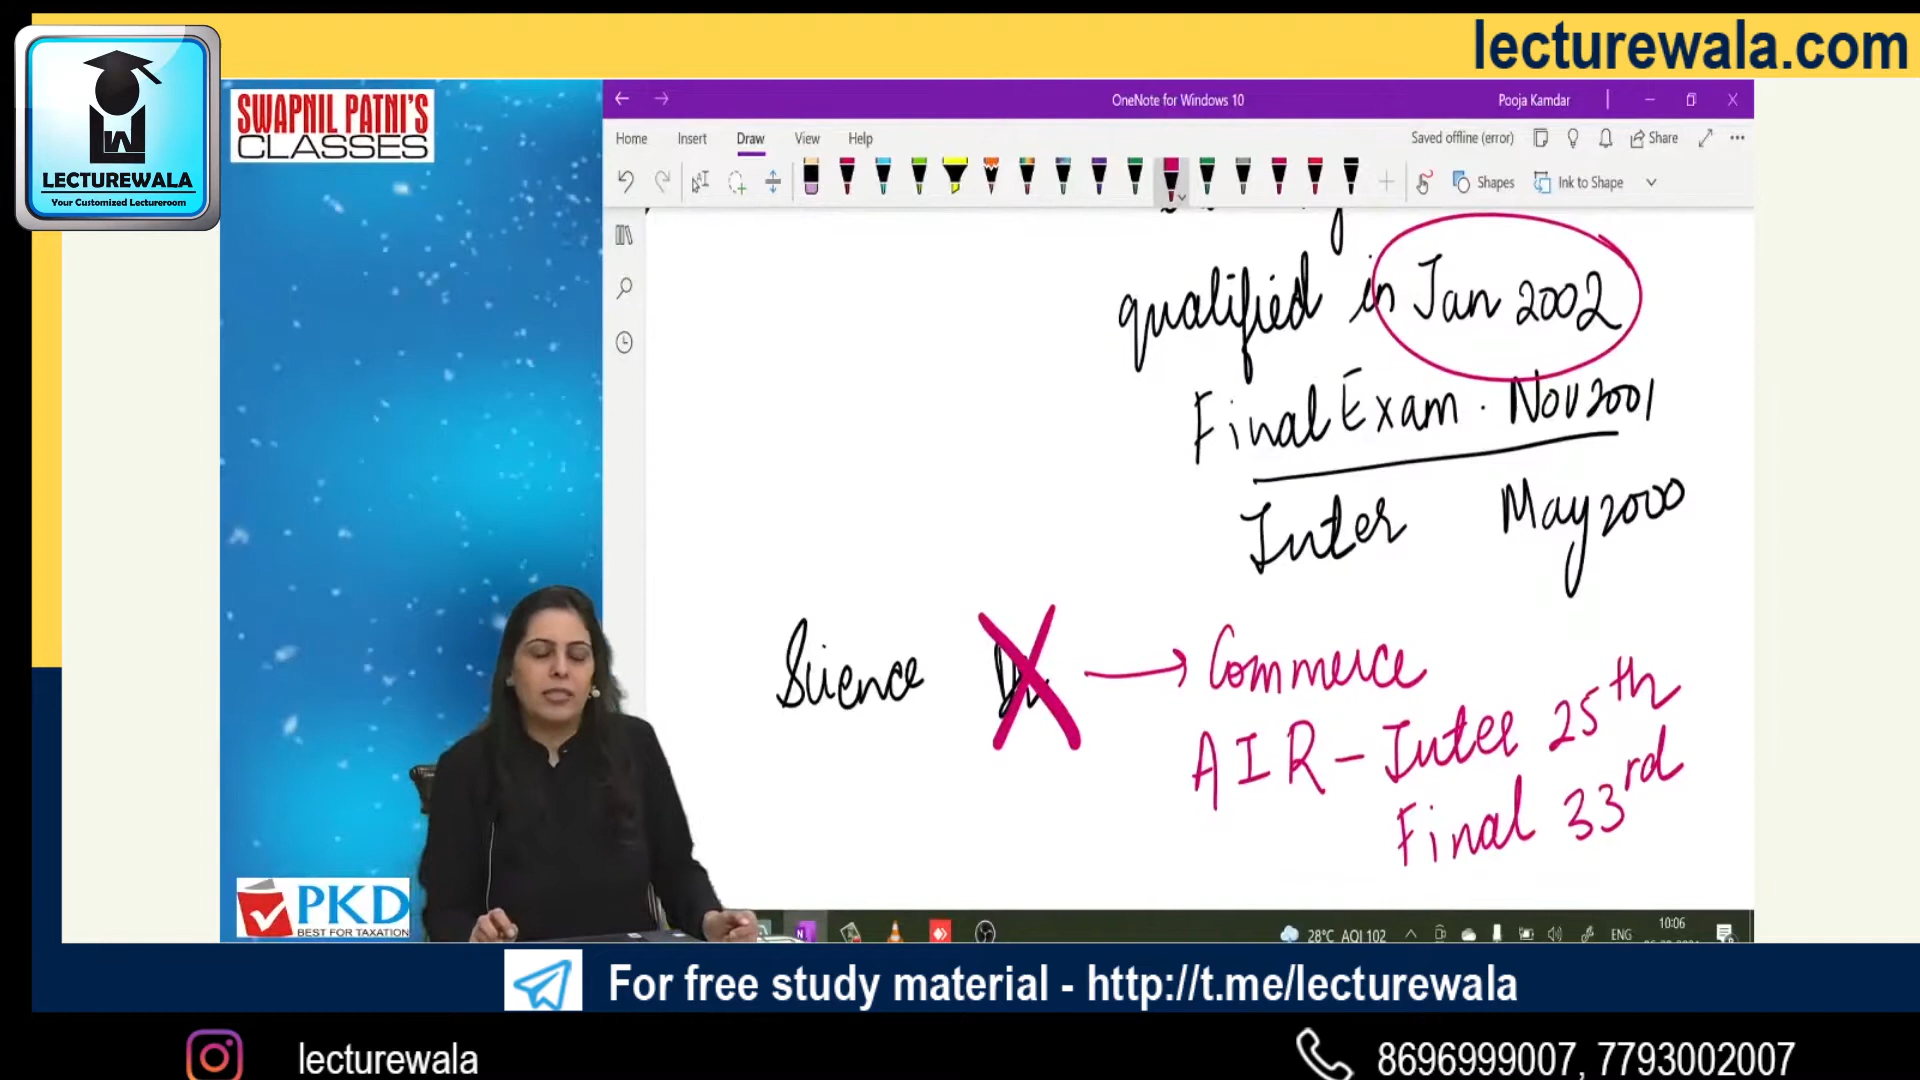 lecturewala.com
LW
LECTUREWALA
Your Customized Lectureroom
SWAPNIL PATNI'S
CLASSES
OneNote for Windows 10
Pooja Kamdar
Home Insert Draw View Help
Saved offline (error)
Share
Shapes
Ink to Shape
qualified in Jan 2002
Final Exam. Nov 2001
Inter May 2000
Science → Commerce
AIR - Inter 25th
Final 33rd
PKD
BEST FOR TAXATION
28°C AQI 102
ENG
10:06
For free study material - http://t.me/lecturewala
lecturewala
8696999007, 7793002007